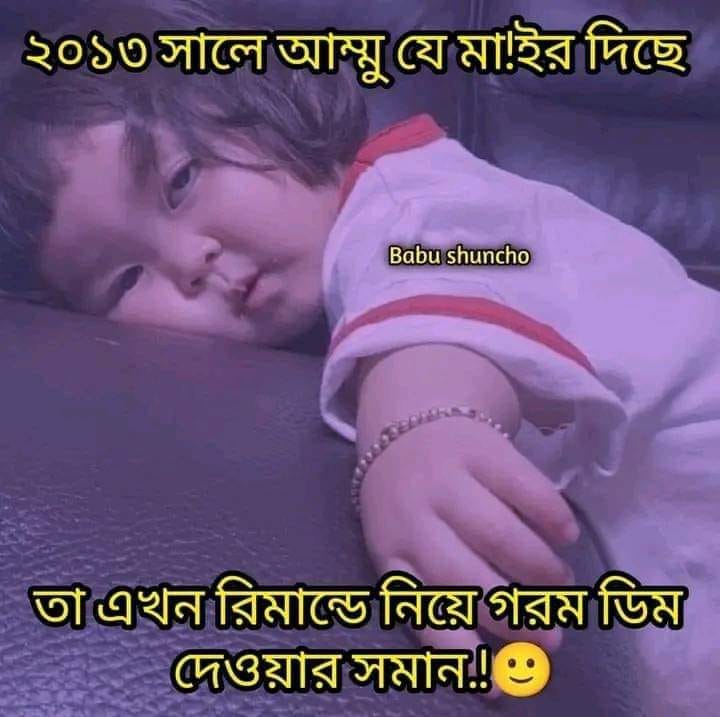 ২০১৩ সালে আম্মু যে মা!ইর দিছে
Babu shuncho
তা এখন রিমান্ডে নিয়ে গরম ডিম
দেওয়ার সমান.!🙂